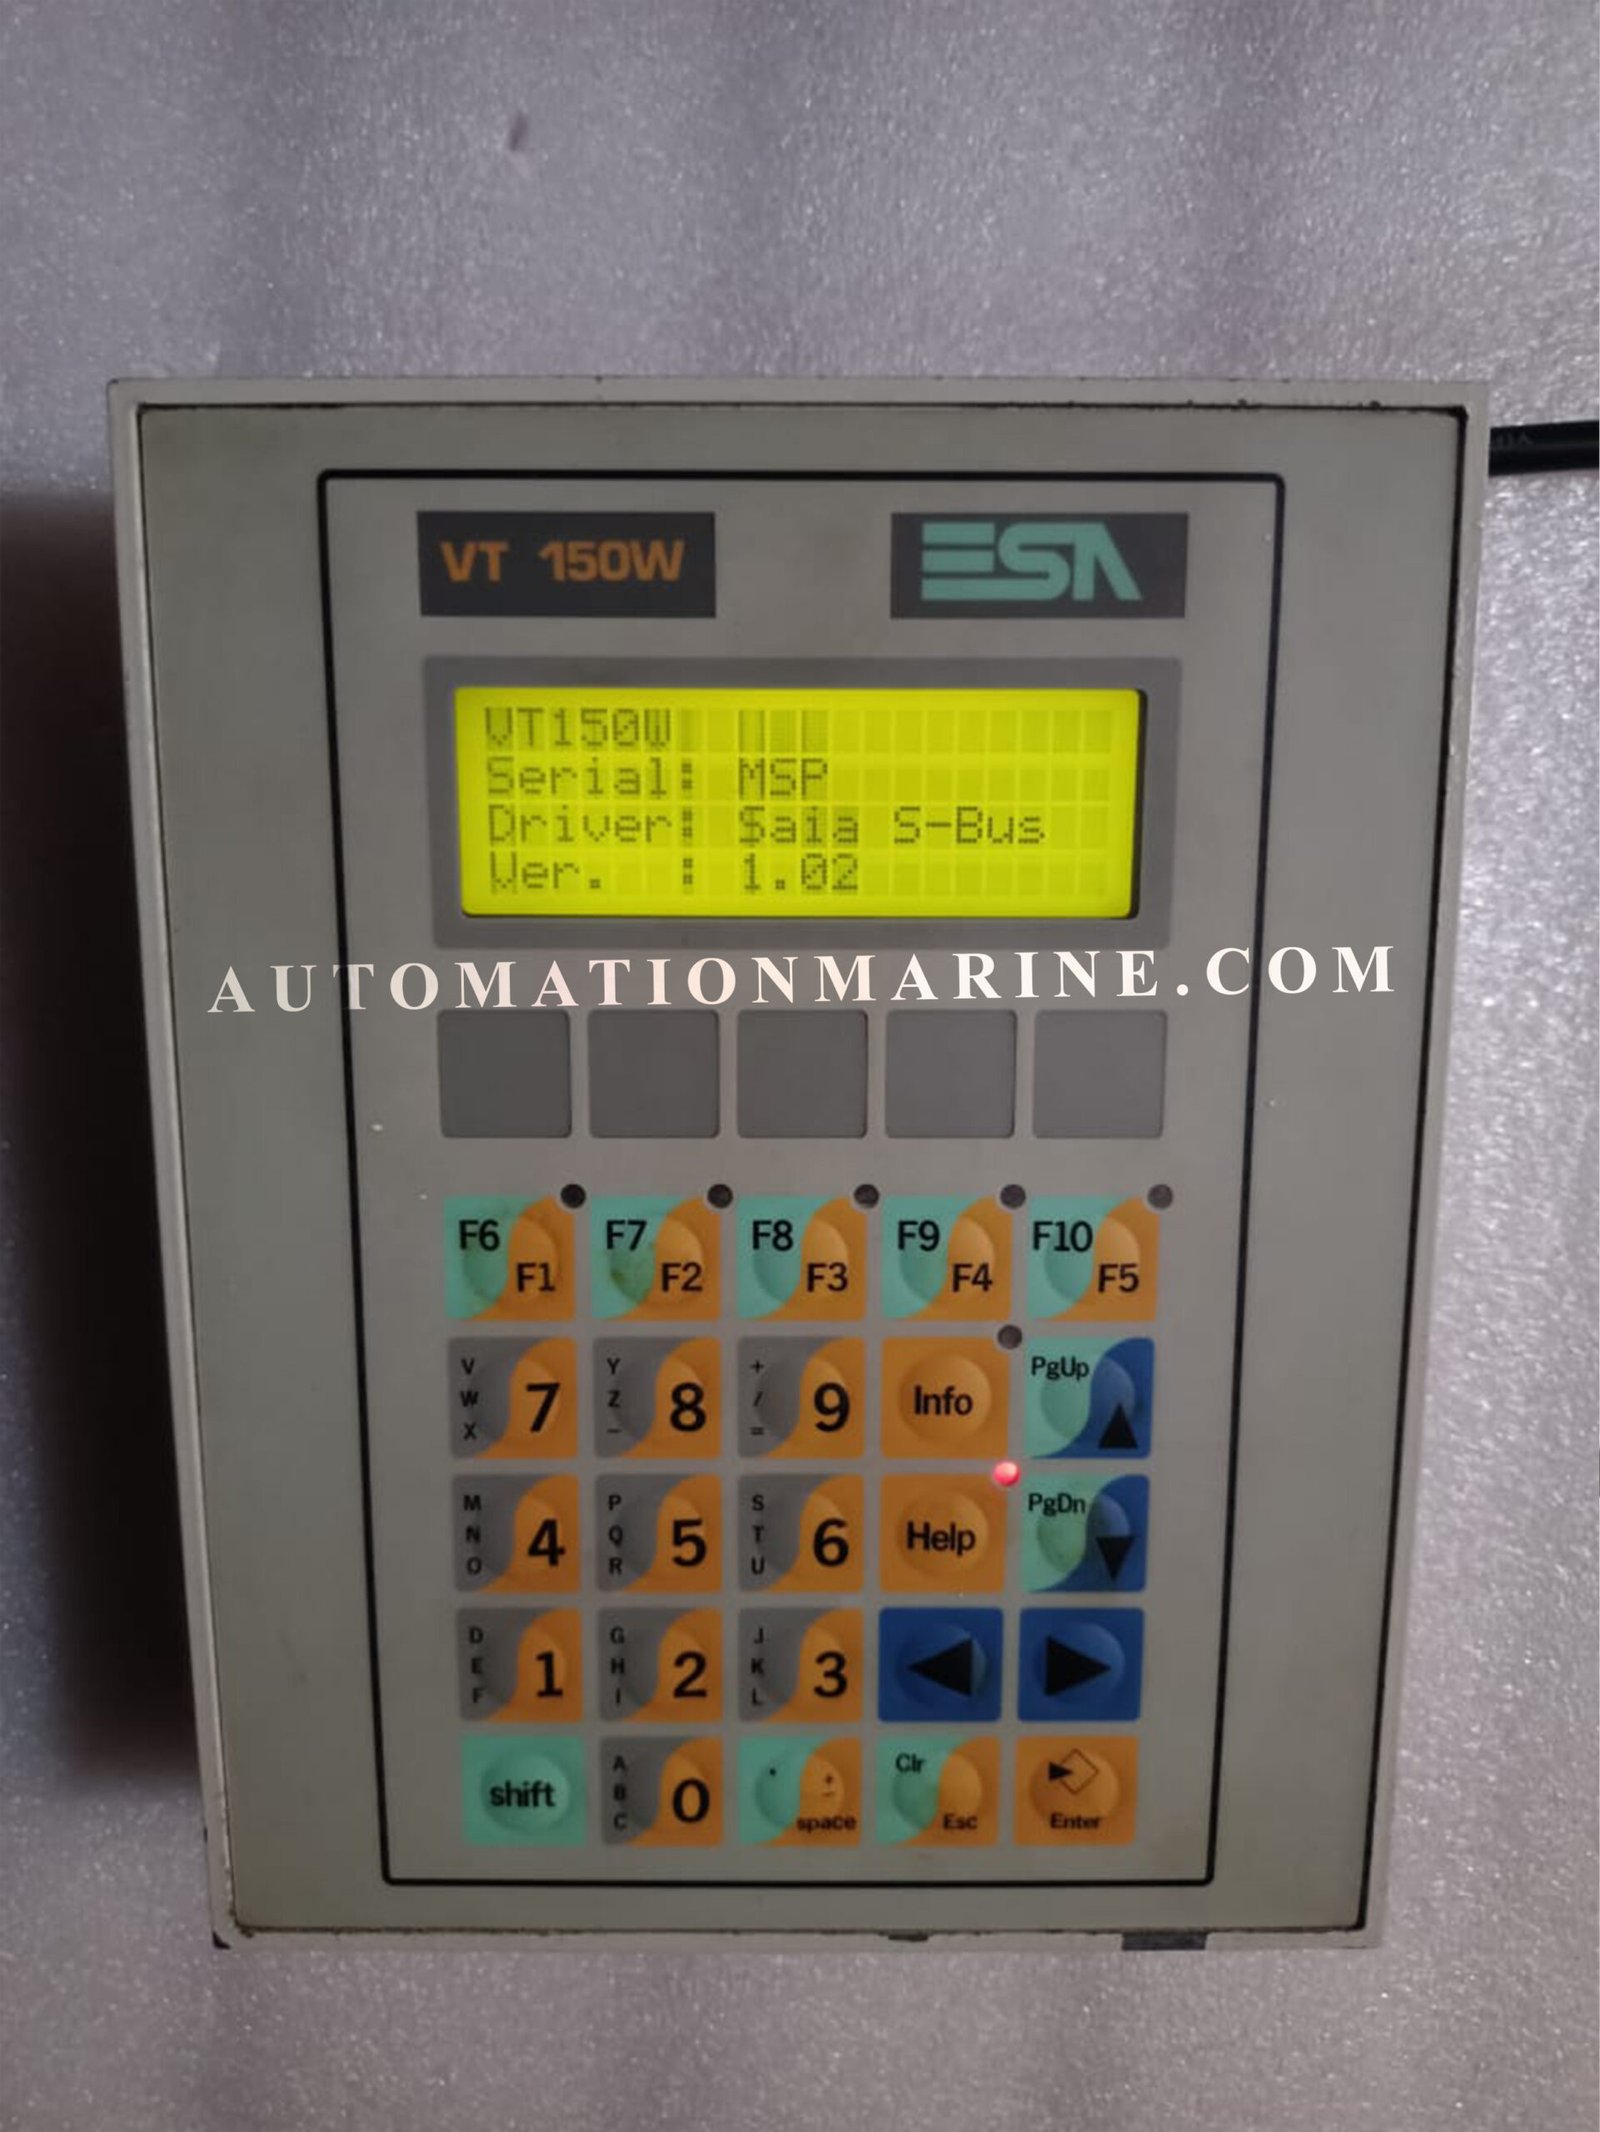 VT 150W
ESA
VT150W
Serial: MSP
Driver: Saia S-Bus
Ver. : 1.02
AUTOMATIONMARINE.COM
F6 F1
F7 F2
F8 F3
F9 F4
F10 F5
V W X 7
Y Z - 8
+ / = 9
Info
PgUp
M N O 4
P Q R 5
S T U 6
Help
PgDn
D E F 1
G H I 2
J K L 3
shift
A B C 0
. ± space
Clr Esc
Enter